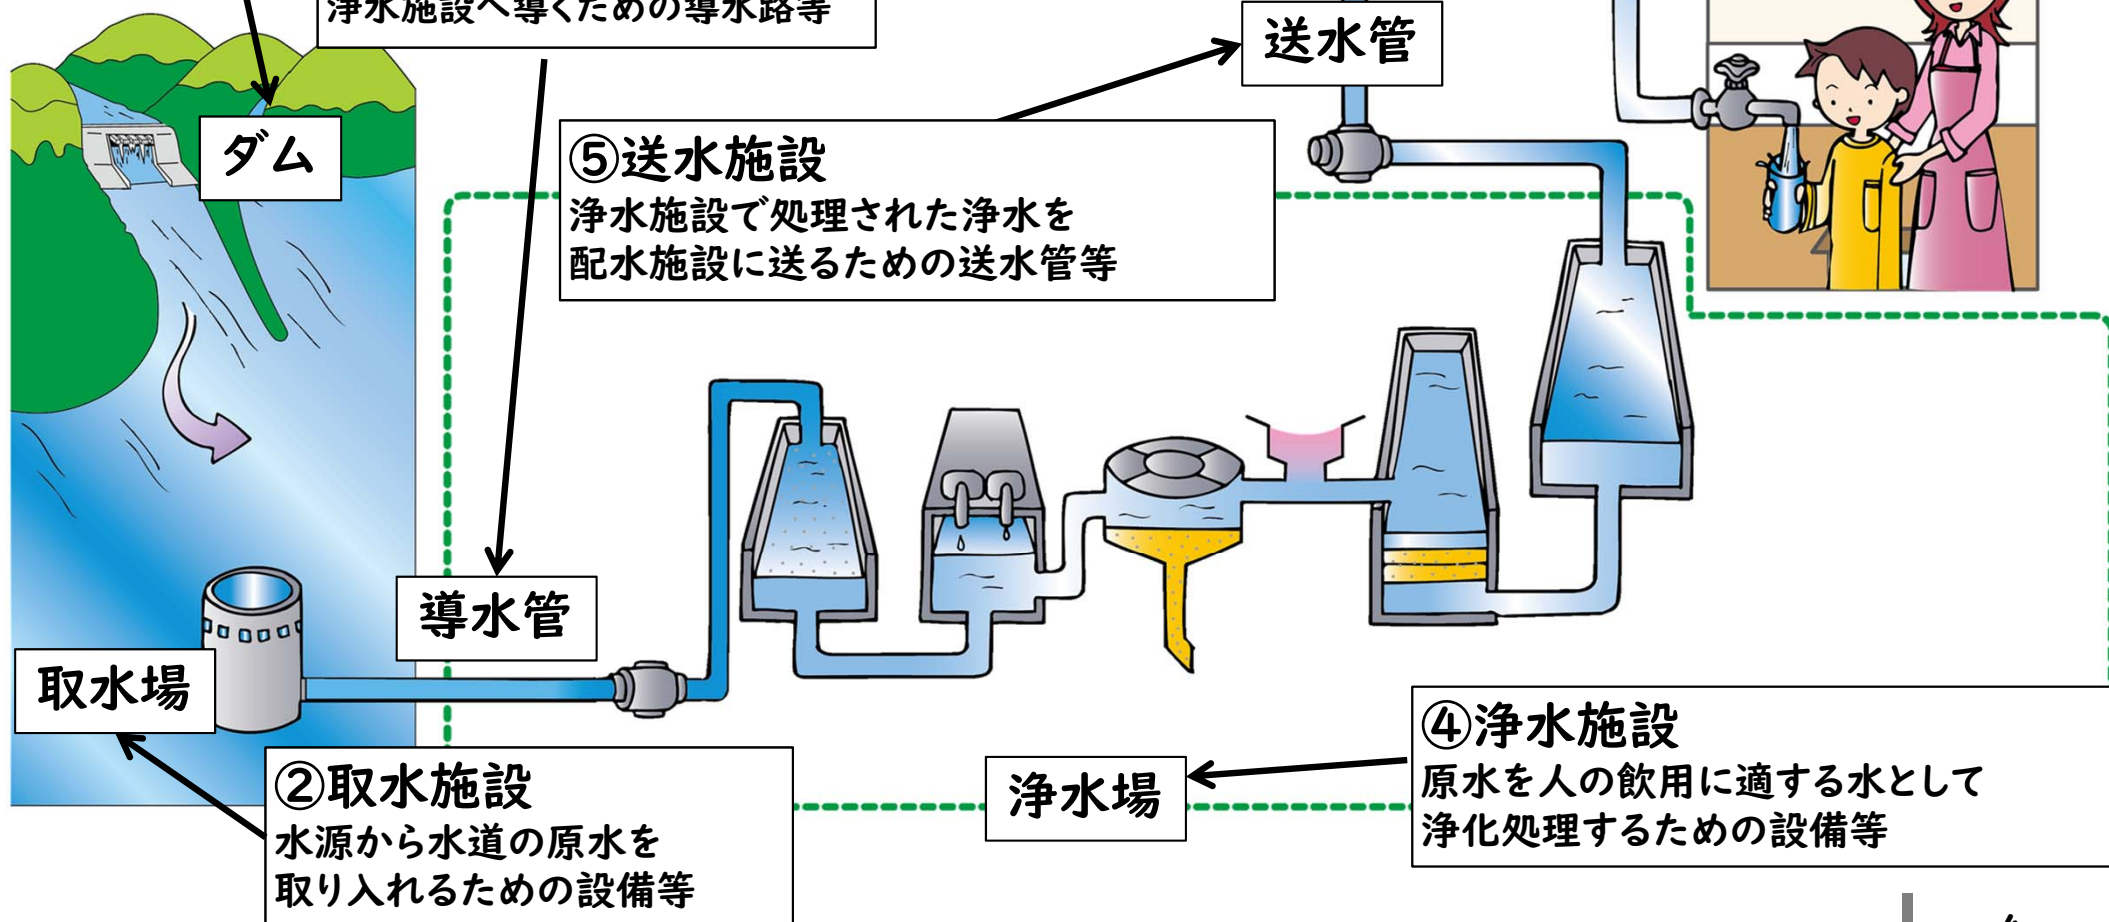 浄水施設へ導くための導水路等
送水管
ダム
⑤送水施設
浄水施設で処理された浄水を
配水施設に送るための送水管等
導水管
取水場
④浄水施設
原水を人の飲用に適する水として
浄化処理するための設備等
浄水場
②取水施設
水源から水道の原水を
取り入れるための設備等